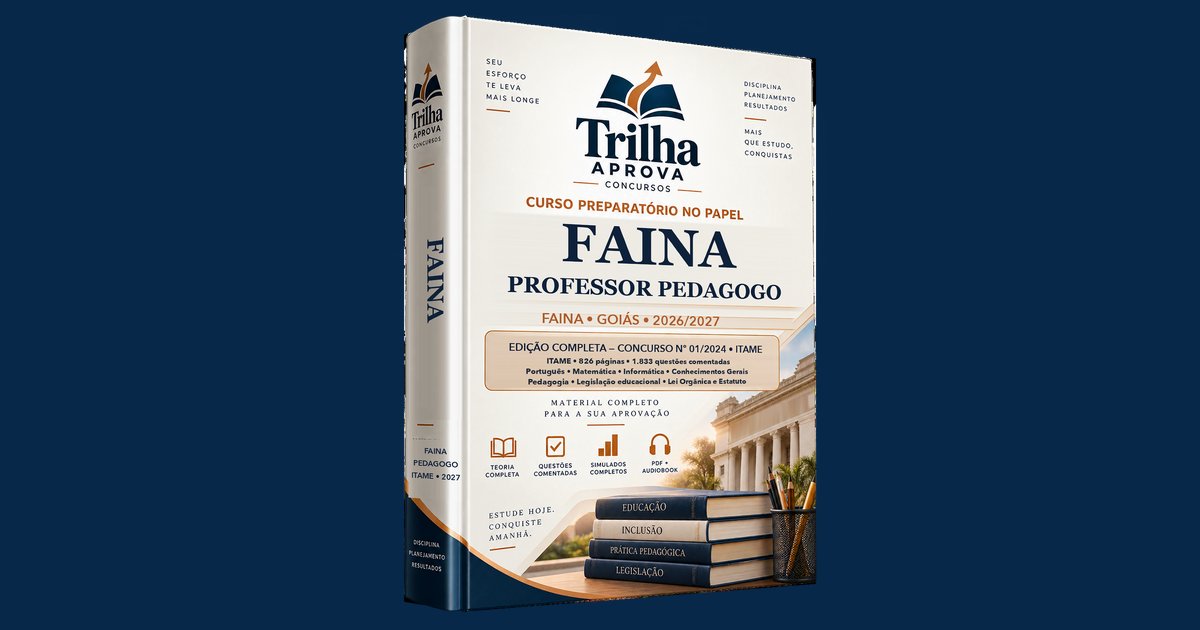 SEU
ESFORÇO
TE LEVA
MAIS LONGE
DISCIPLINA
PLANEJAMENTO
RESULTADOS
MAIS
QUE ESTUDO,
CONQUISTAS
Trilha
APROVA
CONCURSOS
CURSO PREPARATÓRIO NO PAPEL
FAINA
PROFESSOR PEDAGOGO
FAINA • GOIÁS • 2026/2027
EDIÇÃO COMPLETA – CONCURSO Nº 01/2024 • ITAME
ITAME • 826 páginas • 1.833 questões comentadas
Português • Matemática • Informática • Conhecimentos Gerais
Pedagogia • Legislação educacional • Lei Orgânica e Estatuto
MATERIAL COMPLETO
PARA A SUA APROVAÇÃO
TEORIA
COMPLETA
QUESTÕES
COMENTADAS
SIMULADOS
COMPLETOS
PDF +
AUDIOBOOK
ESTUDE HOJE.
CONQUISTE
AMANHÃ.
EDUCAÇÃO
INCLUSÃO
PRÁTICA PEDAGÓGICA
LEGISLAÇÃO
Trilha
APROVA
CONCURSOS
FAINA
FAINA
PEDAGOGO
ITAME • 2027
DISCIPLINA
PLANEJAMENTO
RESULTADOS